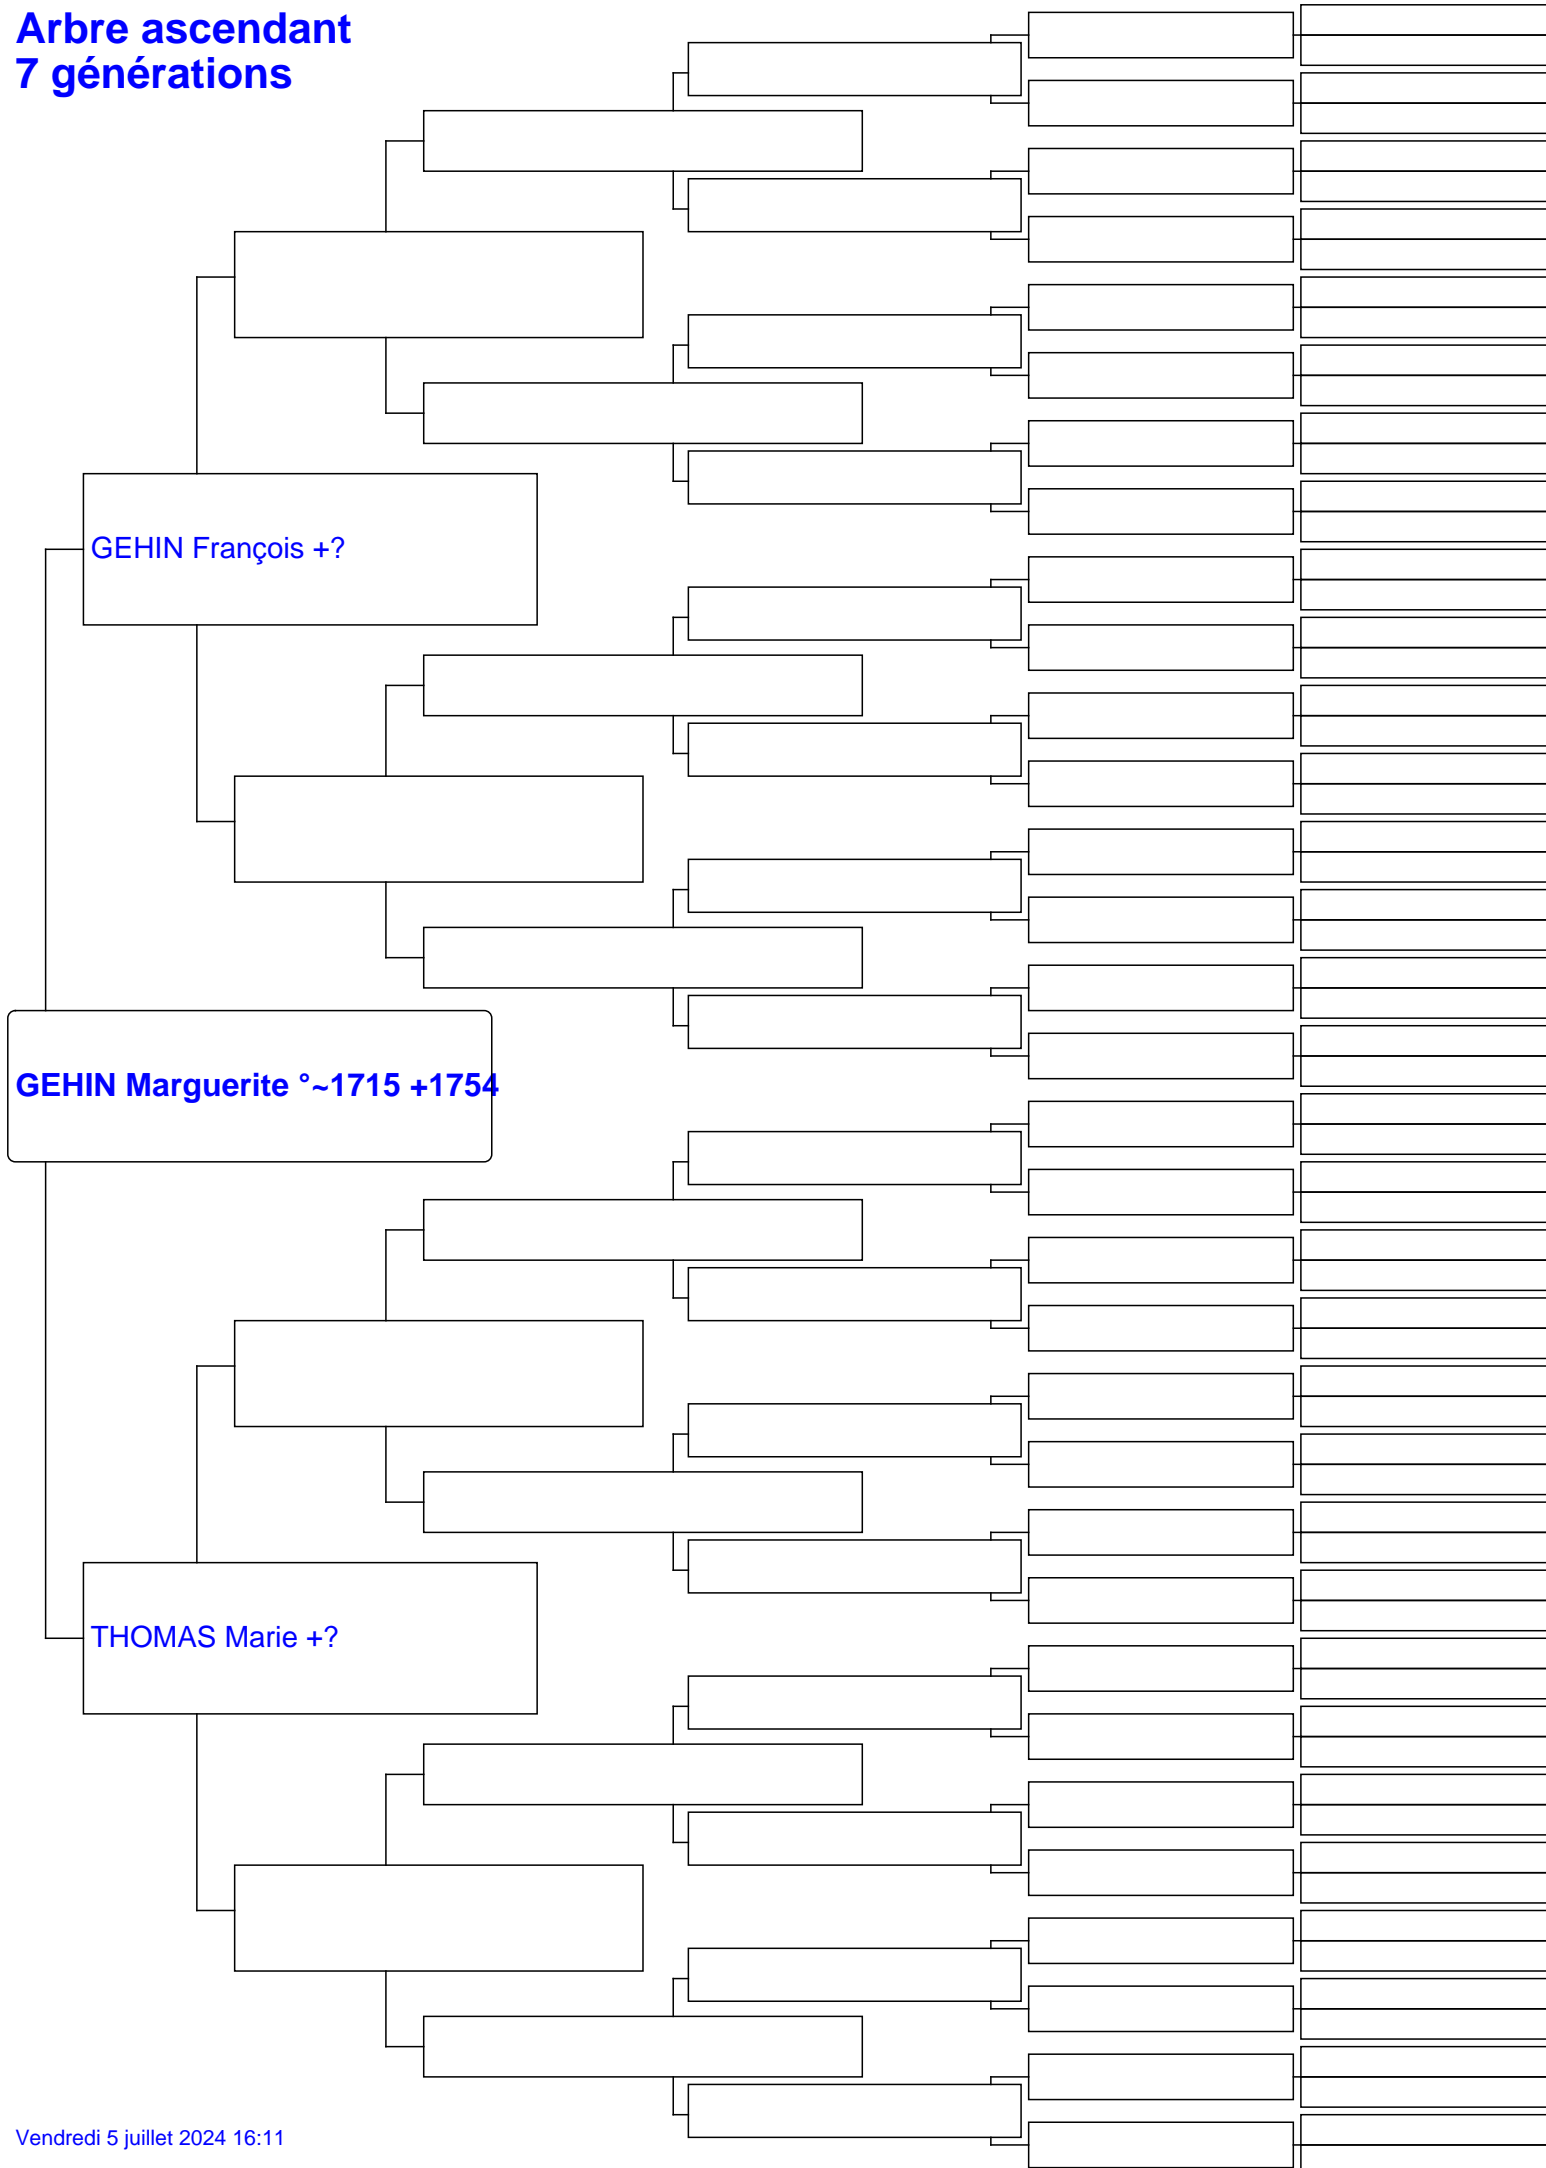 Arbre ascendant
7 générations
GEHIN François +?
GEHIN Marguerite °~1715 +1754
THOMAS Marie +?
Vendredi 5 juillet 2024 16:11